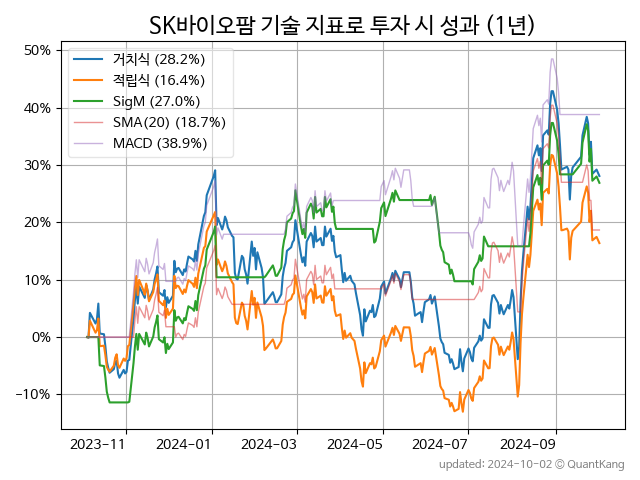 SK바이오팜 기술 지표로 투자 시 성과 (1년)
50%
40%
30%
20%
10%
0%
−10%
거치식 (28.2%)
적립식 (16.4%)
SigM (27.0%)
SMA(20) (18.7%)
MACD (38.9%)
2023-11
2024-01
2024-03
2024-05
2024-07
2024-09
updated: 2024-10-02 © QuantKang